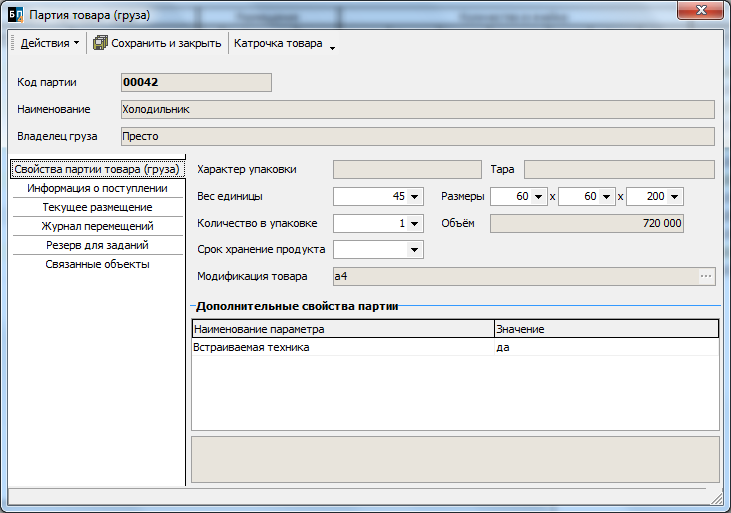 БП Партия товара (груза)
Действия Сохранить и закрыть Катрочка товара
Код партии 00042
Наименование Холодильник
Владелец груза Престо
Свойства партии товара (груза)
Информация о поступлении
Текущее размещение
Журнал перемещений
Резерв для заданий
Связанные объекты
Характер упаковки Тара
Вес единицы 45 Размеры 60 x 60 x 200
Количество в упаковке 1 Объём 720 000
Срок хранение продукта
Модификация товара а4 ...
Дополнительные свойства партии
Наименование параметра Значение
Встраиваемая техника да